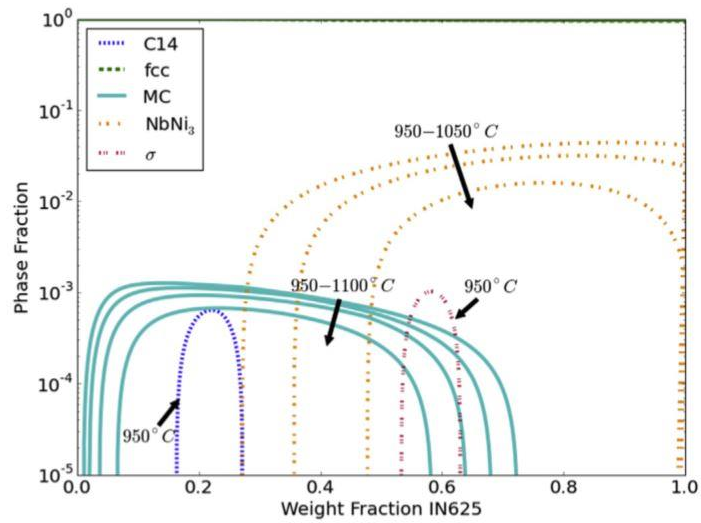 10⁰
10⁻¹
10⁻²
10⁻³
10⁻⁴
10⁻⁵
Phase Fraction
C14
fcc
MC
NbNi₃
σ
950−1050°C
950−1100°C
950°C
950°C
0.0 0.2 0.4 0.6 0.8 1.0
Weight Fraction IN625